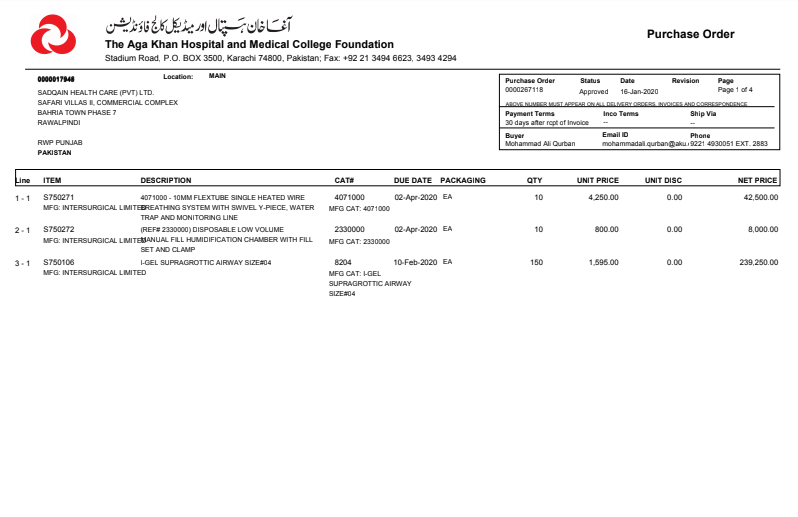 آغا خان ہسپتال اور میڈیکل کالج فاؤنڈیشن
The Aga Khan Hospital and Medical College Foundation
Stadium Road, P.O. BOX 3500, Karachi 74800, Pakistan; Fax: +92 21 3494 6623, 3493 4294
Purchase Order
Location: MAIN
SADQAIN HEALTH CARE (PVT) LTD.
SAFARI VILLAS II, COMMERCIAL COMPLEX
BAHRIA TOWN PHASE 7
RAWALPINDI
RWP PUNJAB
PAKISTAN
Purchase Order Status Date Revision Page
0000267118 Approved 16-Jan-2020 Page 1 of 4
ABOVE NUMBER MUST APPEAR ON ALL DELIVERY ORDERS, INVOICES AND CORRESPONDENCE
Payment Terms Inco Terms Ship Via
30 days after rcpt of Invoice -- --
Buyer Email ID Phone
Mohammad Ali Qurban mohammadali.qurban@aku. 9221 4930051 EXT. 2883
Line ITEM DESCRIPTION CAT# DUE DATE PACKAGING QTY UNIT PRICE UNIT DISC NET PRICE
1 - 1 S750271 4071000 - 10MM FLEXTUBE SINGLE HEATED WIRE 4071000 02-Apr-2020 EA 10 4,250.00 0.00 42,500.00
MFG: INTERSURGICAL LIMITED BREATHING SYSTEM WITH SWIVEL Y-PIECE, WATER MFG CAT: 4071000
TRAP AND MONITORING LINE
2 - 1 S750272 (REF# 2330000) DISPOSABLE LOW VOLUME 2330000 02-Apr-2020 EA 10 800.00 0.00 8,000.00
MFG: INTERSURGICAL LIMITED MANUAL FILL HUMIDIFICATION CHAMBER WITH FILL MFG CAT: 2330000
SET AND CLAMP
3 - 1 S750106 I-GEL SUPRAGROTTIC AIRWAY SIZE#04 8204 10-Feb-2020 EA 150 1,595.00 0.00 239,250.00
MFG: INTERSURGICAL LIMITED MFG CAT: I-GEL
SUPRAGROTTIC AIRWAY
SIZE#04